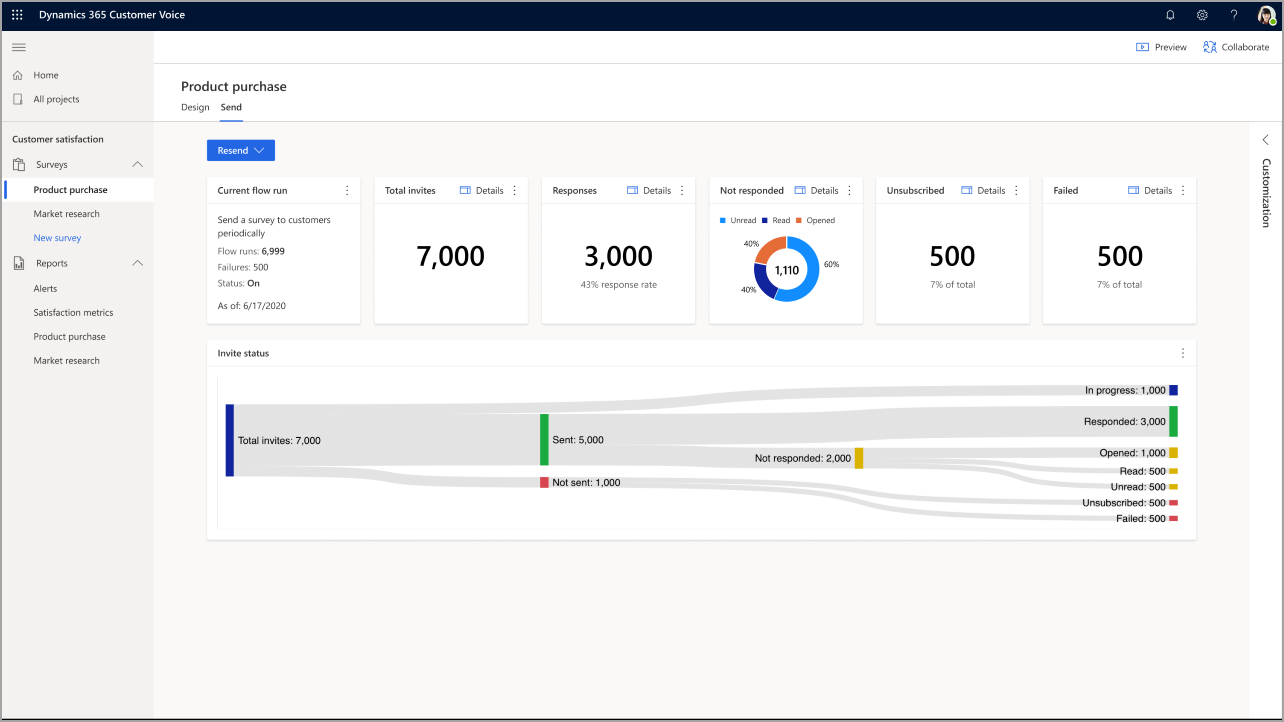 Dynamics 365 Customer Voice
?
Preview
Collaborate
Home
All projects
Customer satisfaction
Surveys
Product purchase
Market research
New survey
Reports
Alerts
Satisfaction metrics
Product purchase
Market research
Product purchase
Design
Send
Resend
Current flow run
Send a survey to customers
periodically
Flow runs: 6,999
Failures: 500
Status: On
As of: 6/17/2020
Total invites
Details
7,000
Responses
Details
3,000
43% response rate
Not responded
Details
Unread
Read
Opened
40%
60%
1,110
40%
Unsubscribed
Details
500
7% of total
Failed
Details
500
7% of total
Customization
Invite status
Total invites: 7,000
Sent: 5,000
Not sent: 1,000
Not responded: 2,000
In progress: 1,000
Responded: 3,000
Opened: 1,000
Read: 500
Unread: 500
Unsubscribed: 500
Failed: 500